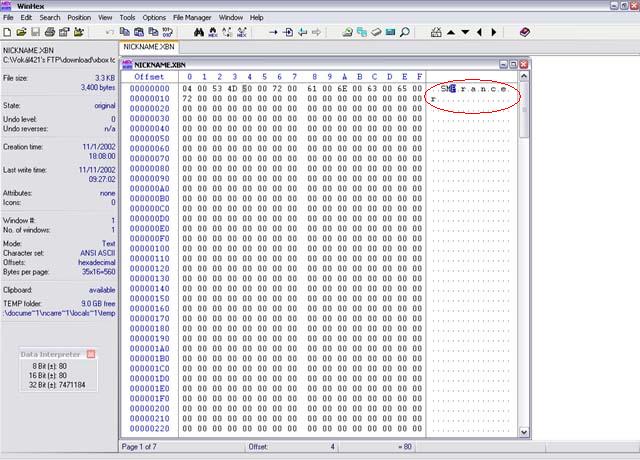 WinHex
File Edit Search Position View Tools Options File Manager Window Help
NICKNAME.XBN
NICKNAME.XBN
File size: 3.3 KB
3,400 bytes
State: original
Undo level: 0
Undo reverses: n/a
Creation time: 11/1/2002
18:08:00
Last write time: 11/11/2002
09:27:02
Attributes: none
Icons: 0
Window #: 1
No. of windows: 1
Mode: Text
Character set: ANSI ASCII
Offsets: hexadecimal
Bytes per page: 35x16=560
Clipboard: available
TEMP folder: 9.0 GB free
:\docume~1\ncarre~1\locals~1\temp
Data Interpreter
8 Bit (±): 80
16 Bit (±): 80
32 Bit (±): 7471184
NICKNAME.XBN
Offset 0 1 2 3 4 5 6 7 8 9 A B C D E F
00000000 04 00 53 4D 50 00 72 00 61 00 6E 00 63 00 65 00 ..SMP.r.a.n.c.e.
00000010 72 00 00 00 00 00 00 00 00 00 00 00 00 00 00 00 r...............
00000020 00 00 00 00 00 00 00 00 00 00 00 00 00 00 00 00 ................
00000030 00 00 00 00 00 00 00 00 00 00 00 00 00 00 00 00 ................
00000040 00 00 00 00 00 00 00 00 00 00 00 00 00 00 00 00 ................
00000050 00 00 00 00 00 00 00 00 00 00 00 00 00 00 00 00 ................
00000060 00 00 00 00 00 00 00 00 00 00 00 00 00 00 00 00 ................
00000070 00 00 00 00 00 00 00 00 00 00 00 00 00 00 00 00 ................
00000080 00 00 00 00 00 00 00 00 00 00 00 00 00 00 00 00 ................
00000090 00 00 00 00 00 00 00 00 00 00 00 00 00 00 00 00 ................
000000A0 00 00 00 00 00 00 00 00 00 00 00 00 00 00 00 00 ................
000000B0 00 00 00 00 00 00 00 00 00 00 00 00 00 00 00 00 ................
000000C0 00 00 00 00 00 00 00 00 00 00 00 00 00 00 00 00 ................
000000D0 00 00 00 00 00 00 00 00 00 00 00 00 00 00 00 00 ................
000000E0 00 00 00 00 00 00 00 00 00 00 00 00 00 00 00 00 ................
000000F0 00 00 00 00 00 00 00 00 00 00 00 00 00 00 00 00 ................
00000100 00 00 00 00 00 00 00 00 00 00 00 00 00 00 00 00 ................
00000110 00 00 00 00 00 00 00 00 00 00 00 00 00 00 00 00 ................
00000120 00 00 00 00 00 00 00 00 00 00 00 00 00 00 00 00 ................
00000130 00 00 00 00 00 00 00 00 00 00 00 00 00 00 00 00 ................
00000140 00 00 00 00 00 00 00 00 00 00 00 00 00 00 00 00 ................
00000150 00 00 00 00 00 00 00 00 00 00 00 00 00 00 00 00 ................
00000160 00 00 00 00 00 00 00 00 00 00 00 00 00 00 00 00 ................
00000170 00 00 00 00 00 00 00 00 00 00 00 00 00 00 00 00 ................
00000180 00 00 00 00 00 00 00 00 00 00 00 00 00 00 00 00 ................
00000190 00 00 00 00 00 00 00 00 00 00 00 00 00 00 00 00 ................
000001A0 00 00 00 00 00 00 00 00 00 00 00 00 00 00 00 00 ................
000001B0 00 00 00 00 00 00 00 00 00 00 00 00 00 00 00 00 ................
000001C0 00 00 00 00 00 00 00 00 00 00 00 00 00 00 00 00 ................
000001D0 00 00 00 00 00 00 00 00 00 00 00 00 00 00 00 00 ................
000001E0 00 00 00 00 00 00 00 00 00 00 00 00 00 00 00 00 ................
000001F0 00 00 00 00 00 00 00 00 00 00 00 00 00 00 00 00 ................
00000200 00 00 00 00 00 00 00 00 00 00 00 00 00 00 00 00 ................
00000210 00 00 00 00 00 00 00 00 00 00 00 00 00 00 00 00 ................
00000220 00 00 00 00 00 00 00 00 00 00 00 00 00 00 00 00 ................
Page 1 of 7 Offset: 4 = 80